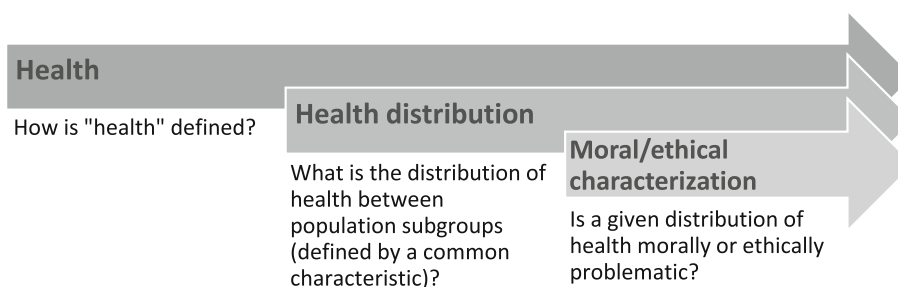 Health
How is "health" defined?
Health distribution
What is the distribution of
health between
population subgroups
(defined by a common
characteristic)?
Moral/ethical
characterization
Is a given distribution of
health morally or ethically
problematic?